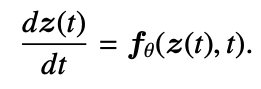 dz(t)/dt = f_θ(z(t), t).